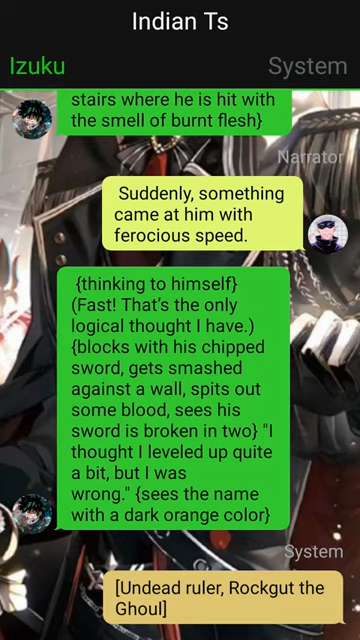 Indian Ts
Izuku
System
stairs where he is hit with
the smell of burnt flesh}
Narrator
Suddenly, something
came at him with
ferocious speed.
{thinking to himself}
(Fast! That's the only
logical thought I have.)
{blocks with his chipped
sword, gets smashed
against a wall, spits out
some blood, sees his
sword is broken in two} "I
thought I leveled up quite
a bit, but I was
wrong." {sees the name
with a dark orange color}
System
[Undead ruler, Rockgut the
Ghoul]